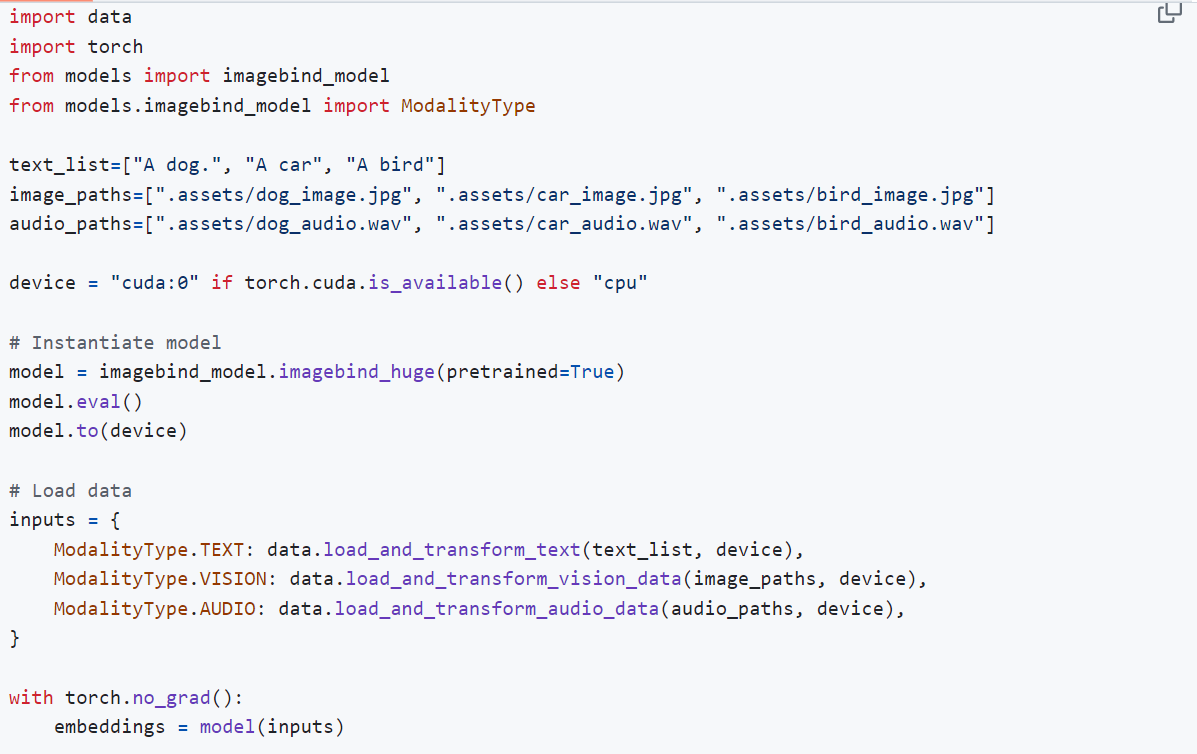 import data
import torch
from models import imagebind_model
from models.imagebind_model import ModalityType

text_list=["A dog.", "A car", "A bird"]
image_paths=[".assets/dog_image.jpg", ".assets/car_image.jpg", ".assets/bird_image.jpg"]
audio_paths=[".assets/dog_audio.wav", ".assets/car_audio.wav", ".assets/bird_audio.wav"]

device = "cuda:0" if torch.cuda.is_available() else "cpu"

# Instantiate model
model = imagebind_model.imagebind_huge(pretrained=True)
model.eval()
model.to(device)

# Load data
inputs = {
    ModalityType.TEXT: data.load_and_transform_text(text_list, device),
    ModalityType.VISION: data.load_and_transform_vision_data(image_paths, device),
    ModalityType.AUDIO: data.load_and_transform_audio_data(audio_paths, device),
}

with torch.no_grad():
    embeddings = model(inputs)